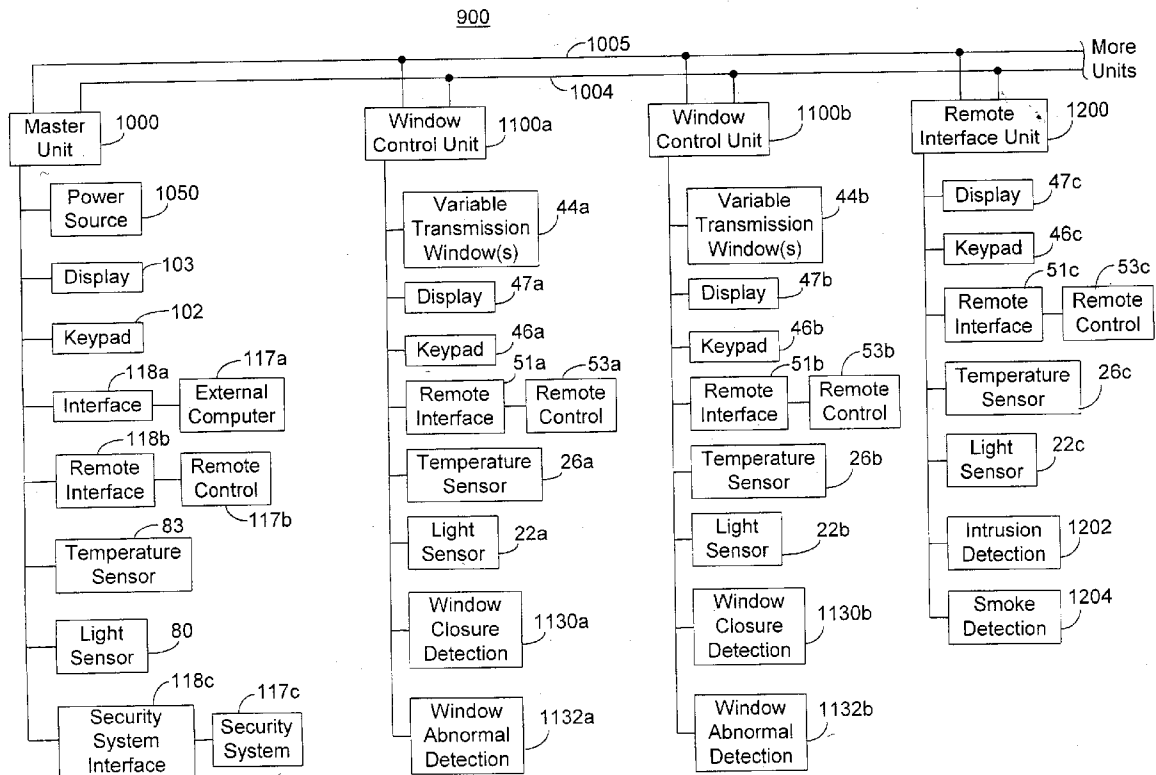 900
1005
More
Units
1004
Master
Unit
1000
Window
Control Unit
1100a
Window
Control Unit
1100b
Remote
Interface Unit
1200
Power
Source
1050
Display
103
Keypad
102
118a
117a
Interface
External
Computer
118b
Remote
Interface
Remote
Control
117b
83
Temperature
Sensor
Light
Sensor
80
118c
117c
Security
System
Interface
Security
System
Variable
Transmission
Window(s)
44a
Display
47a
Keypad
46a
51a
53a
Remote
Interface
Remote
Control
Temperature
Sensor
26a
Light
Sensor
22a
Window
Closure
Detection
1130a
Window
Abnormal
Detection
1132a
Variable
Transmission
Window(s)
44b
Display
47b
Keypad
46b
51b
53b
Remote
Interface
Remote
Control
Temperature
Sensor
26b
Light
Sensor
22b
Window
Closure
Detection
1130b
Window
Abnormal
Detection
1132b
Display
47c
Keypad
46c
51c
53c
Remote
Interface
Remote
Control
Temperature
Sensor
26c
Light
Sensor
22c
Intrusion
Detection
1202
Smoke
Detection
1204